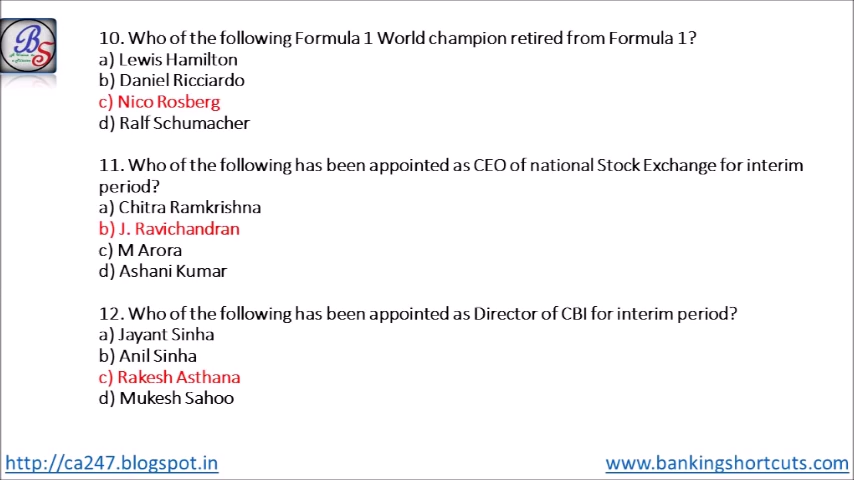 BS
10. Who of the following Formula 1 World champion retired from Formula 1?
a) Lewis Hamilton
b) Daniel Ricciardo
c) Nico Rosberg
d) Ralf Schumacher
11. Who of the following has been appointed as CEO of national Stock Exchange for interim
period?
a) Chitra Ramkrishna
b) J. Ravichandran
c) M Arora
d) Ashani Kumar
12. Who of the following has been appointed as Director of CBI for interim period?
a) Jayant Sinha
b) Anil Sinha
c) Rakesh Asthana
d) Mukesh Sahoo
http://ca247.blogspot.in
www.bankingshortcuts.com